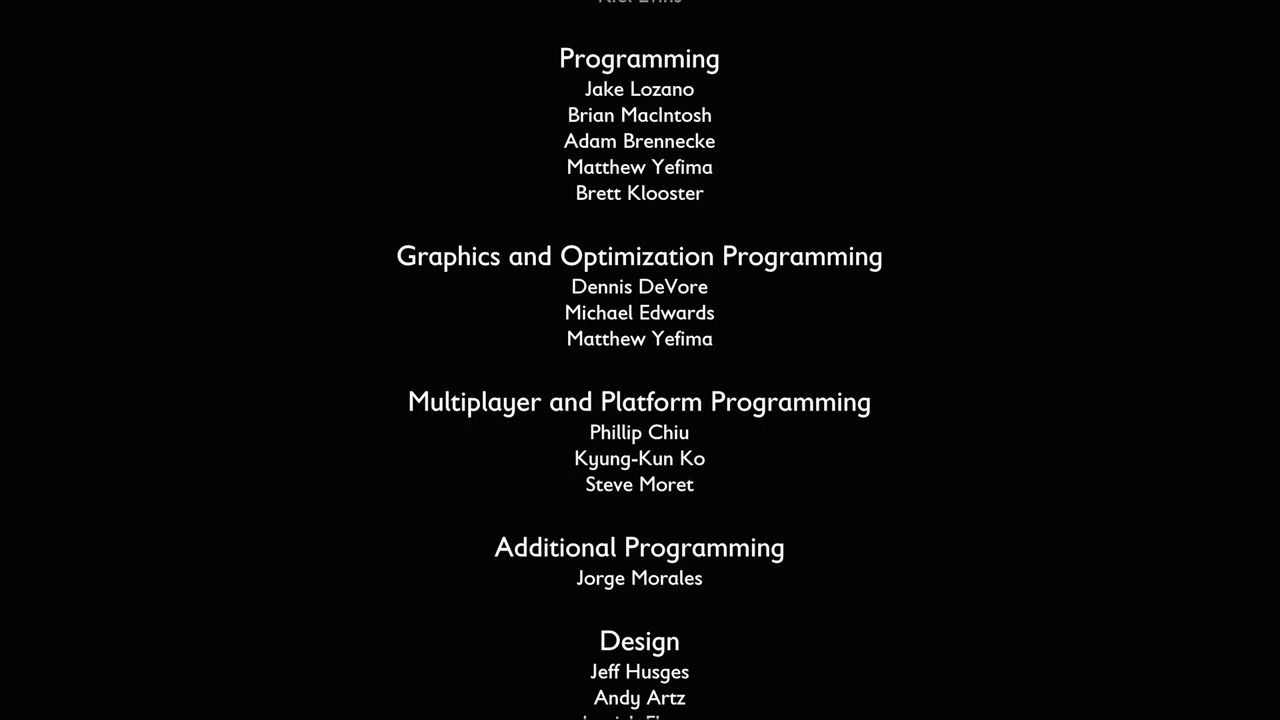 Programming
Jake Lozano
Brian MacIntosh
Adam Brennecke
Matthew Yefima
Brett Klooster
Graphics and Optimization Programming
Dennis DeVore
Michael Edwards
Matthew Yefima
Multiplayer and Platform Programming
Phillip Chiu
Kyung-Kun Ko
Steve Moret
Additional Programming
Jorge Morales
Design
Jeff Husges
Andy Artz